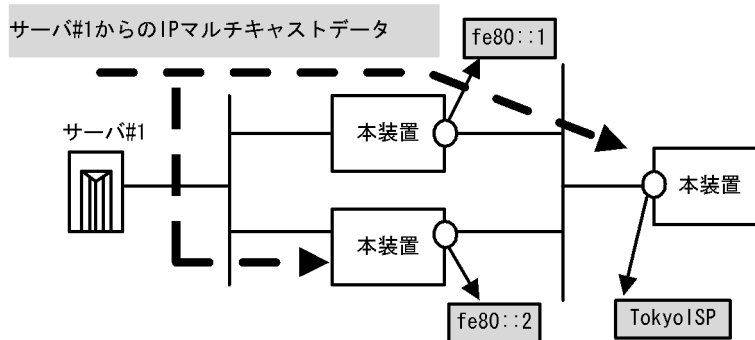 サーバ#1からのIPマルチキャストデータ
fe80::1
サーバ#1
本装置
本装置
本装置
fe80::2
TokyoISP